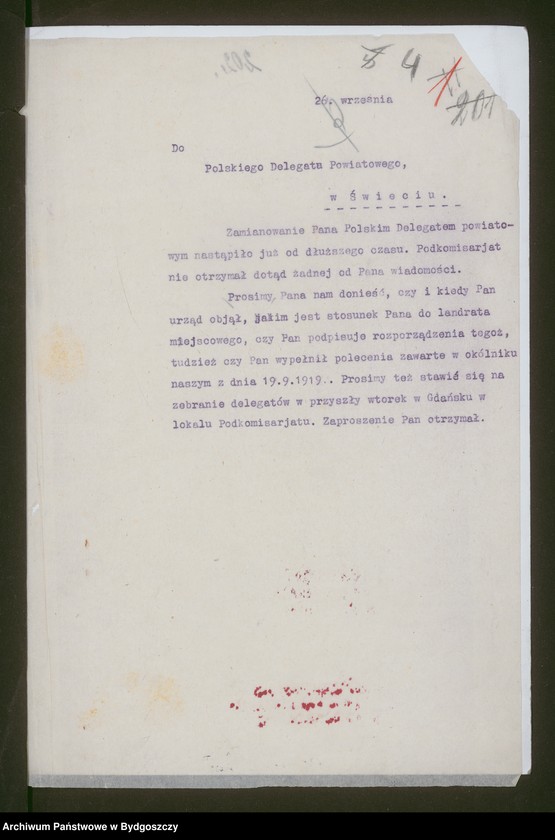 4
201
26. września
Do
Polskiego Delegata Powiatowego,
w Świeciu.
Zamianowanie Pana Polskim Delegatem powiato-
wym nastąpiło już od dłuższego czasu. Podkomisarjat
nie otrzymał dotąd żadnej od Pana wiadomości.
Prosimy Pana nam donieść, czy i kiedy Pan
urząd objął, jakim jest stosunek Pana do landrata
miejscowego, czy Pan podpisuje rozporządzenia tegoż,
tudzież czy Pan wypełnił polecenia zawarte w okólniku
naszym z dnia 19.9.1919.. Prosimy też stawić się na
zebranie delegatów w przyszły wtorek w Gdańsku w
lokalu Podkomisarjatu. Zaproszenie Pan otrzymał.
Archiwum Państwowe w Bydgoszczy